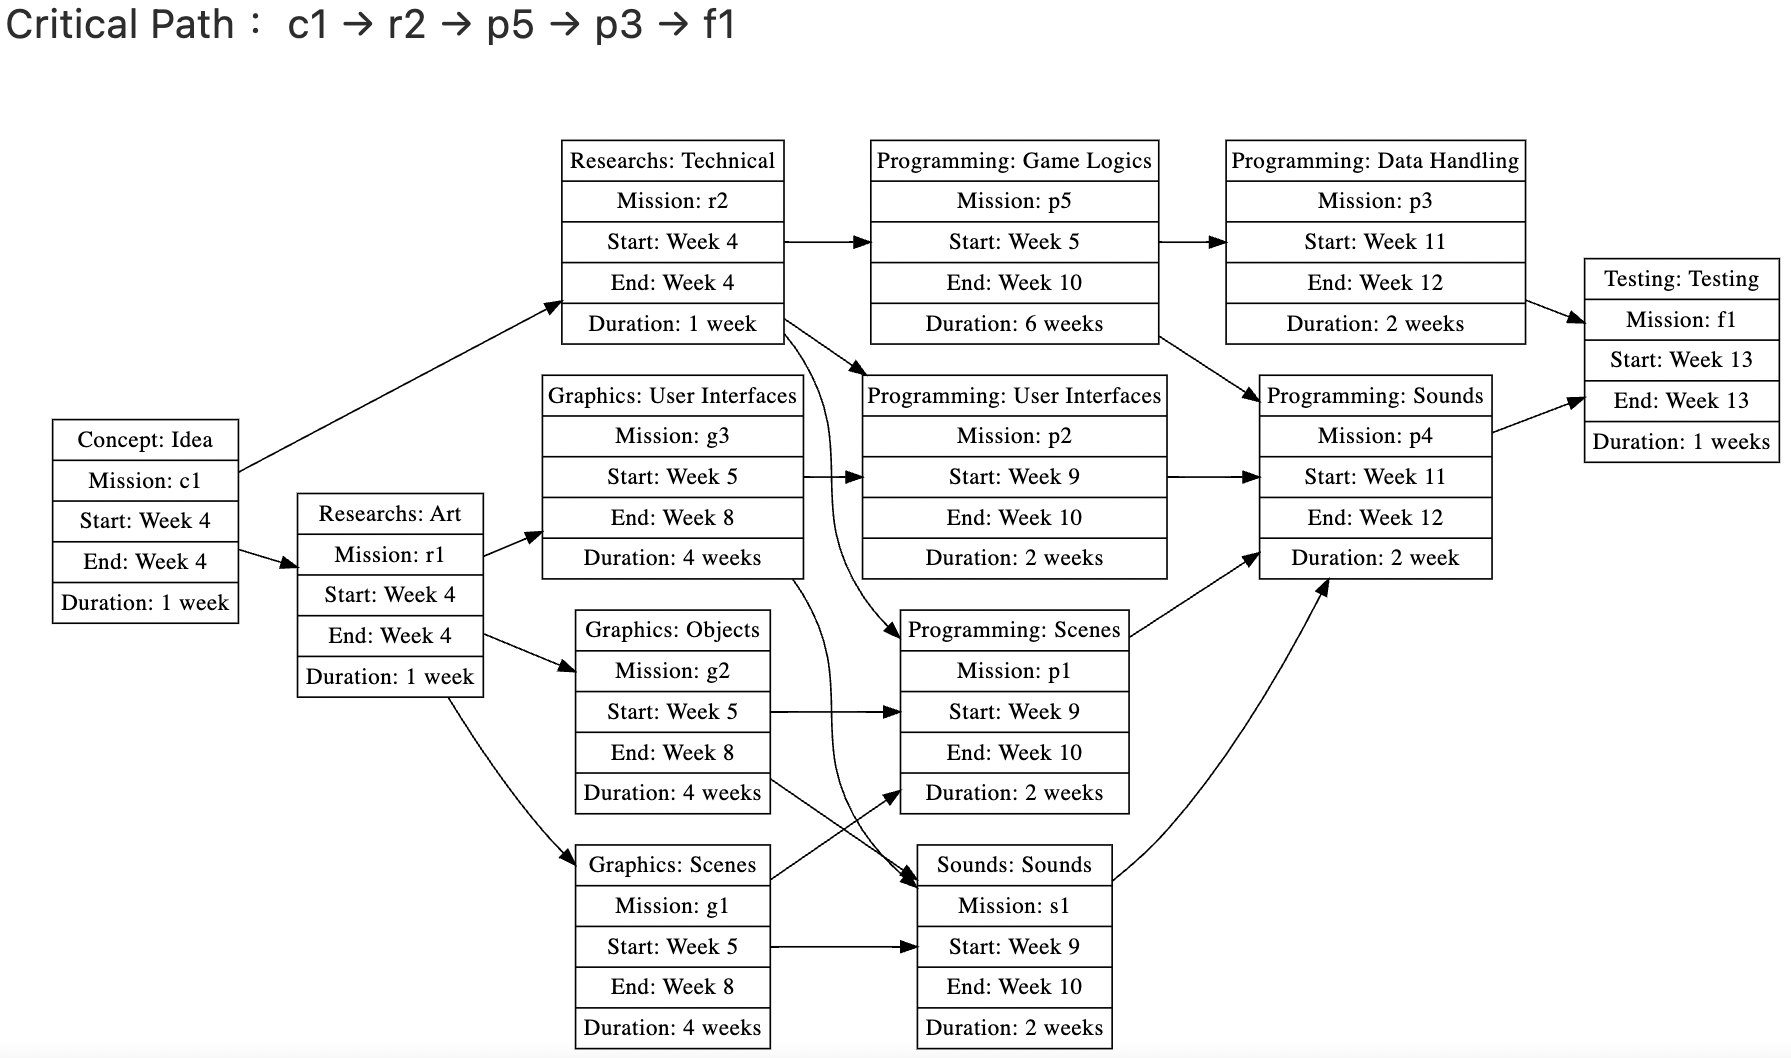 Critical Path： c1 → r2 → p5 → p3 → f1
Concept: Idea
Mission: c1
Start: Week 4
End: Week 4
Duration: 1 week
Researchs: Art
Mission: r1
Start: Week 4
End: Week 4
Duration: 1 week
Researchs: Technical
Mission: r2
Start: Week 4
End: Week 4
Duration: 1 week
Graphics: User Interfaces
Mission: g3
Start: Week 5
End: Week 8
Duration: 4 weeks
Graphics: Objects
Mission: g2
Start: Week 5
End: Week 8
Duration: 4 weeks
Graphics: Scenes
Mission: g1
Start: Week 5
End: Week 8
Duration: 4 weeks
Programming: Game Logics
Mission: p5
Start: Week 5
End: Week 10
Duration: 6 weeks
Programming: User Interfaces
Mission: p2
Start: Week 9
End: Week 10
Duration: 2 weeks
Programming: Scenes
Mission: p1
Start: Week 9
End: Week 10
Duration: 2 weeks
Sounds: Sounds
Mission: s1
Start: Week 9
End: Week 10
Duration: 2 weeks
Programming: Data Handling
Mission: p3
Start: Week 11
End: Week 12
Duration: 2 weeks
Programming: Sounds
Mission: p4
Start: Week 11
End: Week 12
Duration: 2 week
Testing: Testing
Mission: f1
Start: Week 13
End: Week 13
Duration: 1 weeks